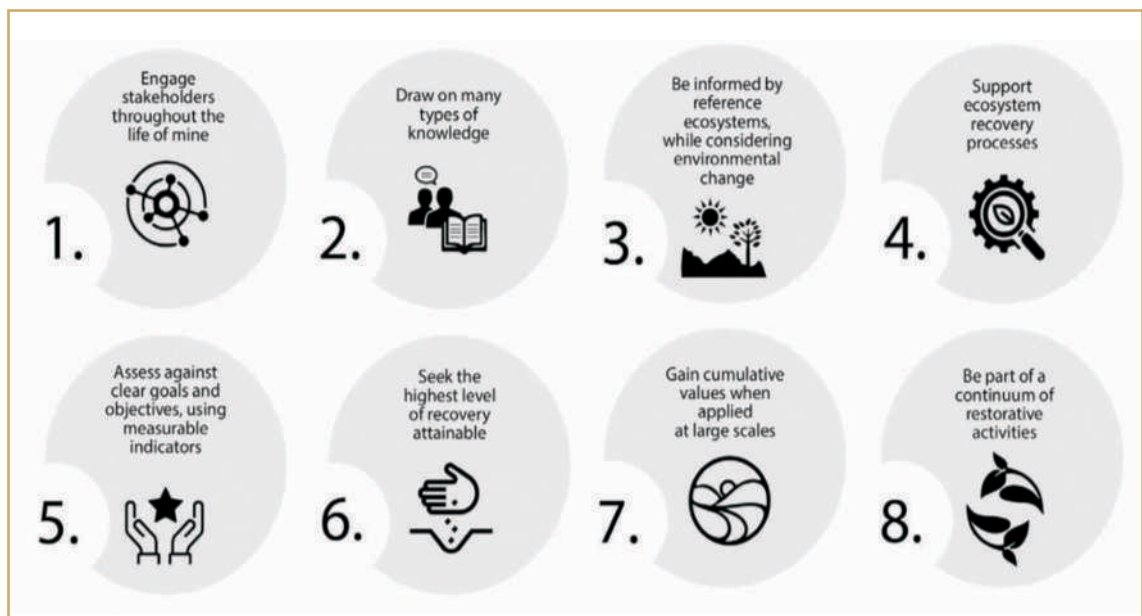 1.
Engage
stakeholders
throughout the
life of mine
2.
Draw on many
types of
knowledge
3.
Be informed by
reference
ecosystems,
while considering
environmental
change
4.
Support
ecosystem
recovery
processes
5.
Assess against
clear goals and
objectives, using
measurable
indicators
6.
Seek the
highest level
of recovery
attainable
7.
Gain cumulative
values when
applied
at large scales
8.
Be part of a
continuum of
restorative
activities